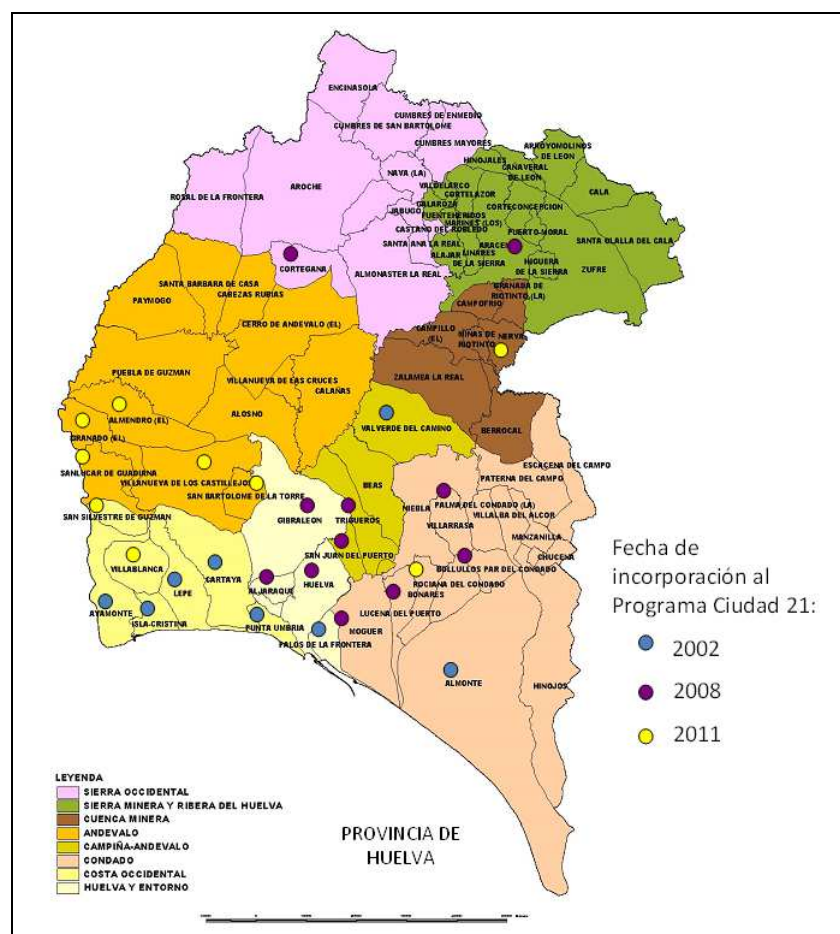 ENCINASOLA
CUMBRES DE ENMEDIO
CUMBRES DE SAN BARTOLOME
CUMBRES MAYORES
ARROYOMOLINOS
DE LEON
HINOJALES
CAÑAVERAL
DE LEON
NAVA (LA)
CALA
ROSAL DE LA FRONTERA
AROCHE
VALDELARCO
CORTELAZOR
GALAROZA
CORTECONCEPCION
JABUGO
FUENTEHERIDOS
MARINES (LOS)
CASTAÑO DEL ROBLEDO
PUERTO-MORAL
SANTA ANA LA REAL
ARACENA
SANTA OLALLA DEL CALA
ALAJAR
LINARES
DE LA SIERRA
HIGUERA
DE LA SIERRA
ZUFRE
CORTEGANA
ALMONASTER LA REAL
SANTA BARBARA DE CASA
GRANADA DE
RIOTINTO (LA)
PAYMOGO
CABEZAS RUBIAS
CAMPOFRIO
CERRO DE ANDEVALO (EL)
CAMPILLO
(EL)
MINAS DE
RIOTINTO
NERVA
PUEBLA DE GUZMAN
VILLANUEVA DE LAS CRUCES
ZALAMEA LA REAL
CALAÑAS
ALMENDRO (EL)
ALOSNO
VALVERDE DEL CAMINO
BERROCAL
GRANADO (EL)
ESCACENA DEL CAMPO
SANLUCAR DE GUADIANA
PATERNA DEL CAMPO
VILLANUEVA DE LOS CASTILLEJOS
BEAS
SAN BARTOLOME DE LA TORRE
NIEBLA
PALMA DEL CONDADO (LA)
SAN SILVESTRE DE GUZMAN
GIBRALEON
TRIGUEROS
VILLALBA DEL ALCOR
VILLARRASA
MANZANILLA
SAN JUAN DEL PUERTO
CHUCENA
BOLLULLOS PAR DEL CONDADO
VILLABLANCA
CARTAYA
ROCIANA DEL CONDADO
ALJARAQUE
HUELVA
BONARES
LEPE
LUCENA DEL PUERTO
AYAMONTE
ISLA-CRISTINA
PUNTA UMBRIA
MOGUER
PALOS DE LA FRONTERA
ALMONTE
HINOJOS
Fecha de
incorporación al
Programa Ciudad 21:
2002
2008
2011
LEYENDA
SIERRA OCCIDENTAL
SIERRA MINERA Y RIBERA DEL HUELVA
CUENCA MINERA
ANDEVALO
CAMPIÑA-ANDEVALO
CONDADO
COSTA OCCIDENTAL
HUELVA Y ENTORNO
PROVINCIA DE
HUELVA